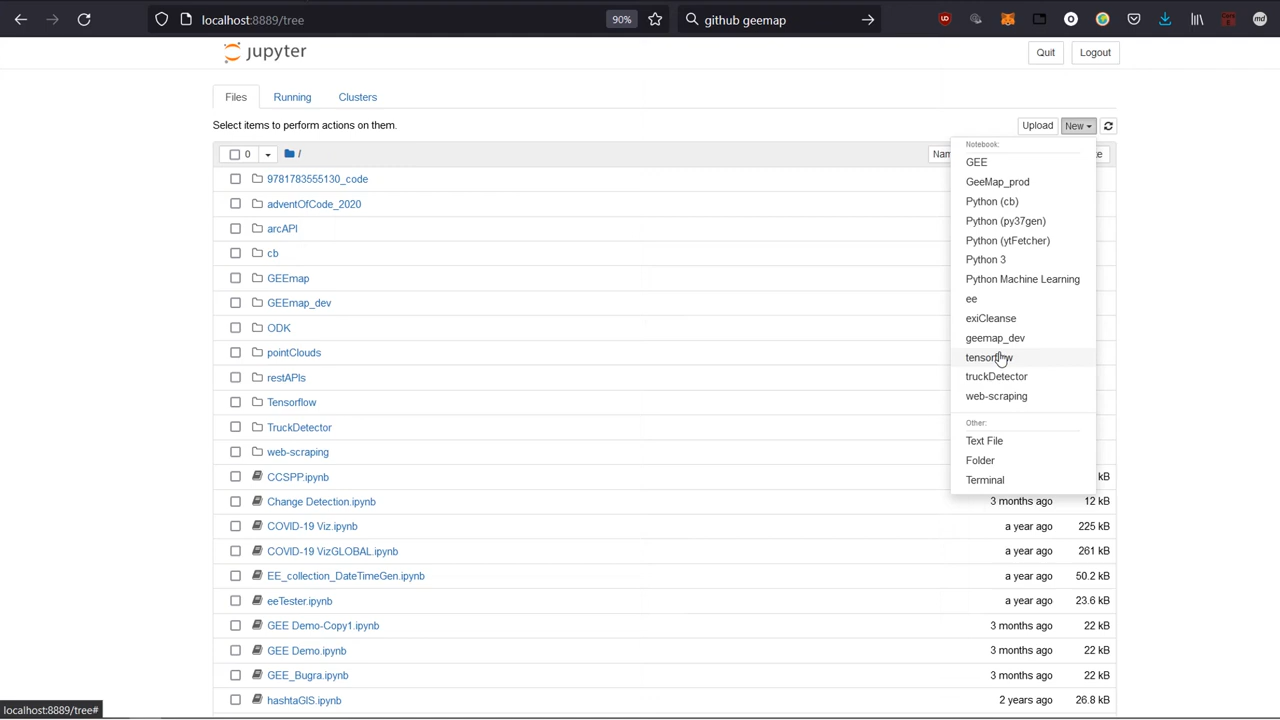 localhost:8889/tree
90%
github geemap
jupyter
Quit
Logout
Files
Running
Clusters
Select items to perform actions on them.
Upload
New
0
/
Nam
te
Notebook:
GEE
GeeMap_prod
Python (cb)
Python (py37gen)
Python (ytFetcher)
Python 3
Python Machine Learning
ee
exiCleanse
geemap_dev
tensorflow
truckDetector
web-scraping
Other:
Text File
Folder
Terminal
9781783555130_code
adventOfCode_2020
arcAPI
cb
GEEmap
GEEmap_dev
ODK
pointClouds
restAPIs
Tensorflow
TruckDetector
web-scraping
CCSPP.ipynb kB
Change Detection.ipynb 3 months ago 12 kB
COVID-19 Viz.ipynb a year ago 225 kB
COVID-19 VizGLOBAL.ipynb a year ago 261 kB
EE_collection_DateTimeGen.ipynb a year ago 50.2 kB
eeTester.ipynb a year ago 23.6 kB
GEE Demo-Copy1.ipynb 3 months ago 22 kB
GEE Demo.ipynb 3 months ago 22 kB
GEE_Bugra.ipynb 3 months ago 22 kB
hashtaGIS.ipynb 2 years ago 26.8 kB
localhost:8889/tree#